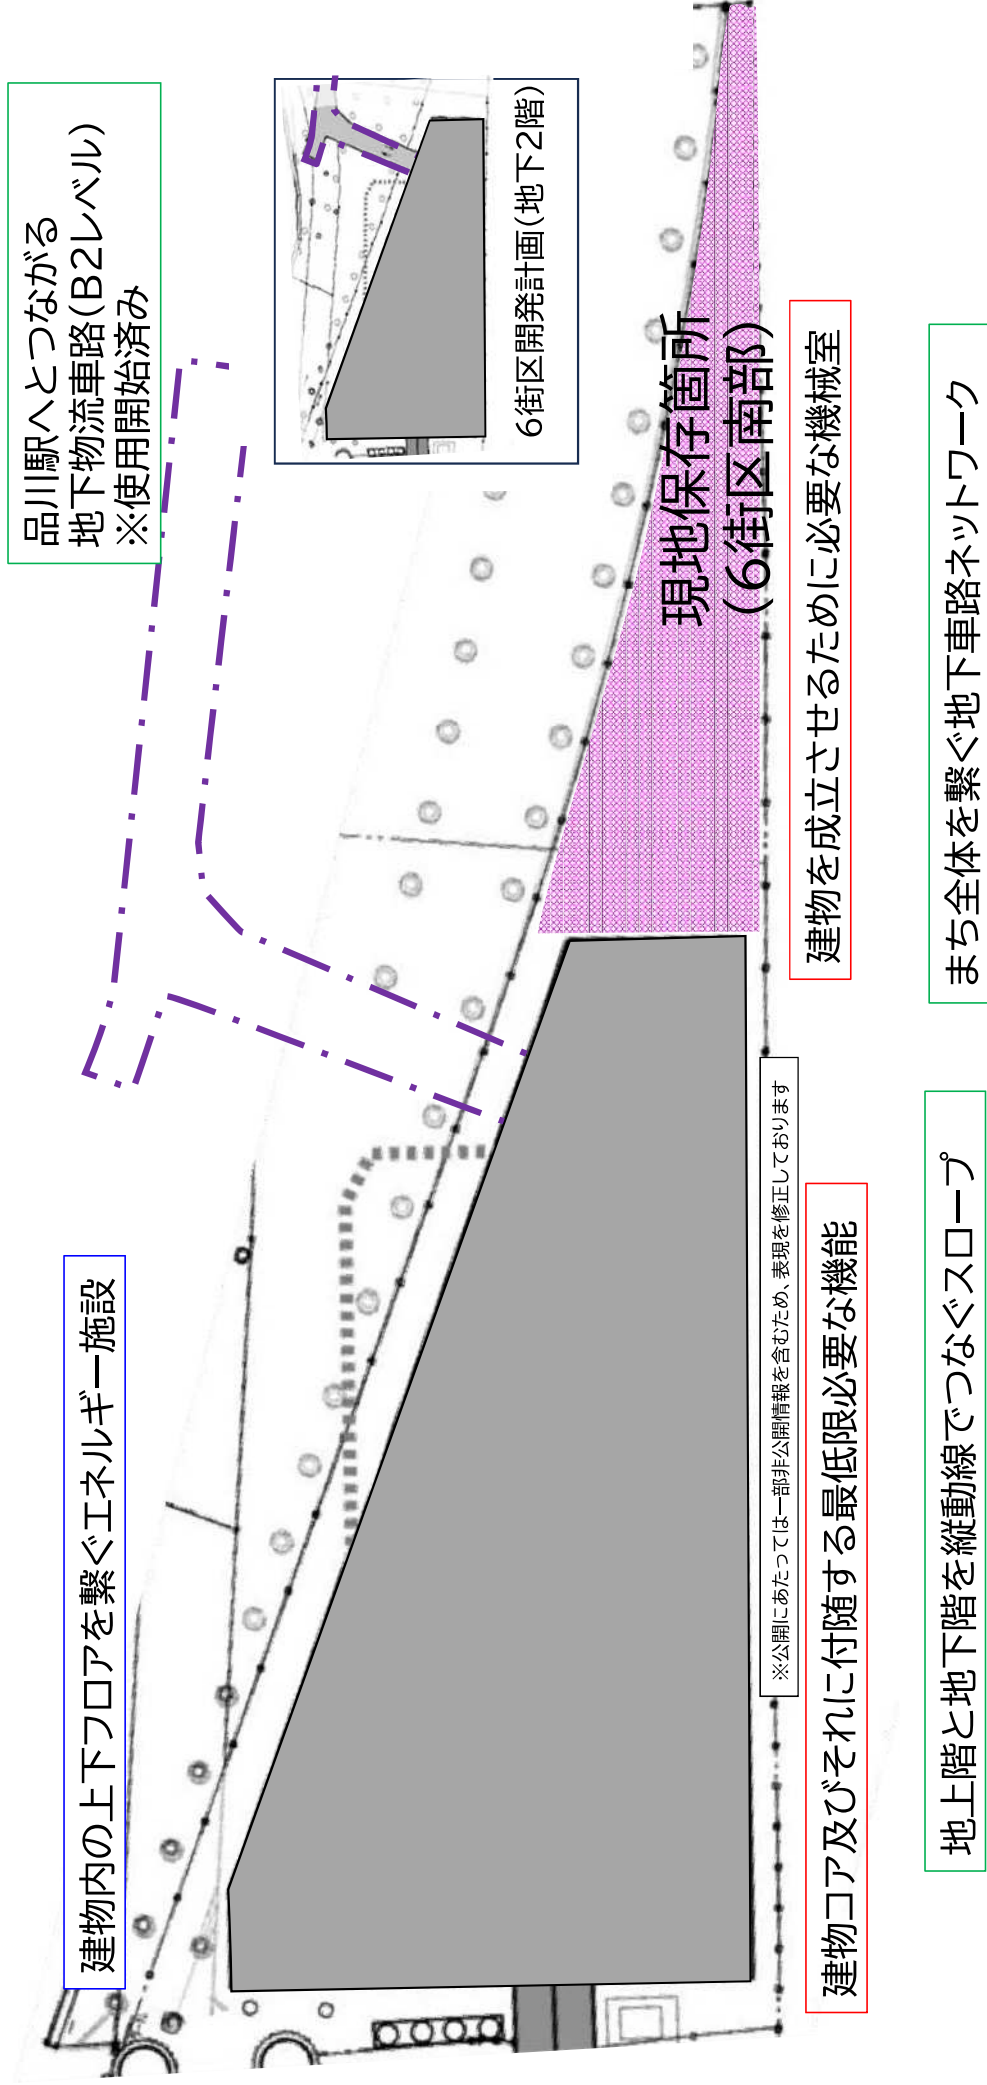 品川駅へとつながる
地下物流車路(B2レベル)
※使用開始済み
6街区開発計画(地下2階)
現地保存箇所
(6街区南部)
建物を成立させるために必要な機械室
まち全体を繋ぐ地下車路ネットワーク
建物内の上下フロアを繋ぐエネルギー施設
※公開にあたっては一部非公開情報を含むため、表現を修正しております
建物コア及びそれに付随する最低限必要な機能
地上階と地下階を縦動線でつなぐスロープ